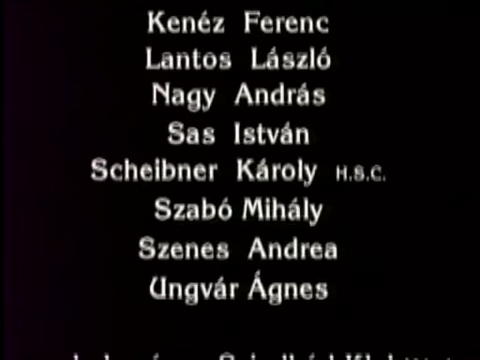 Kenéz Ferenc
Lantos László
Nagy András
Sas István
Scheibner Károly H.S.C.
Szabó Mihály
Szenes Andrea
Ungvár Ágnes